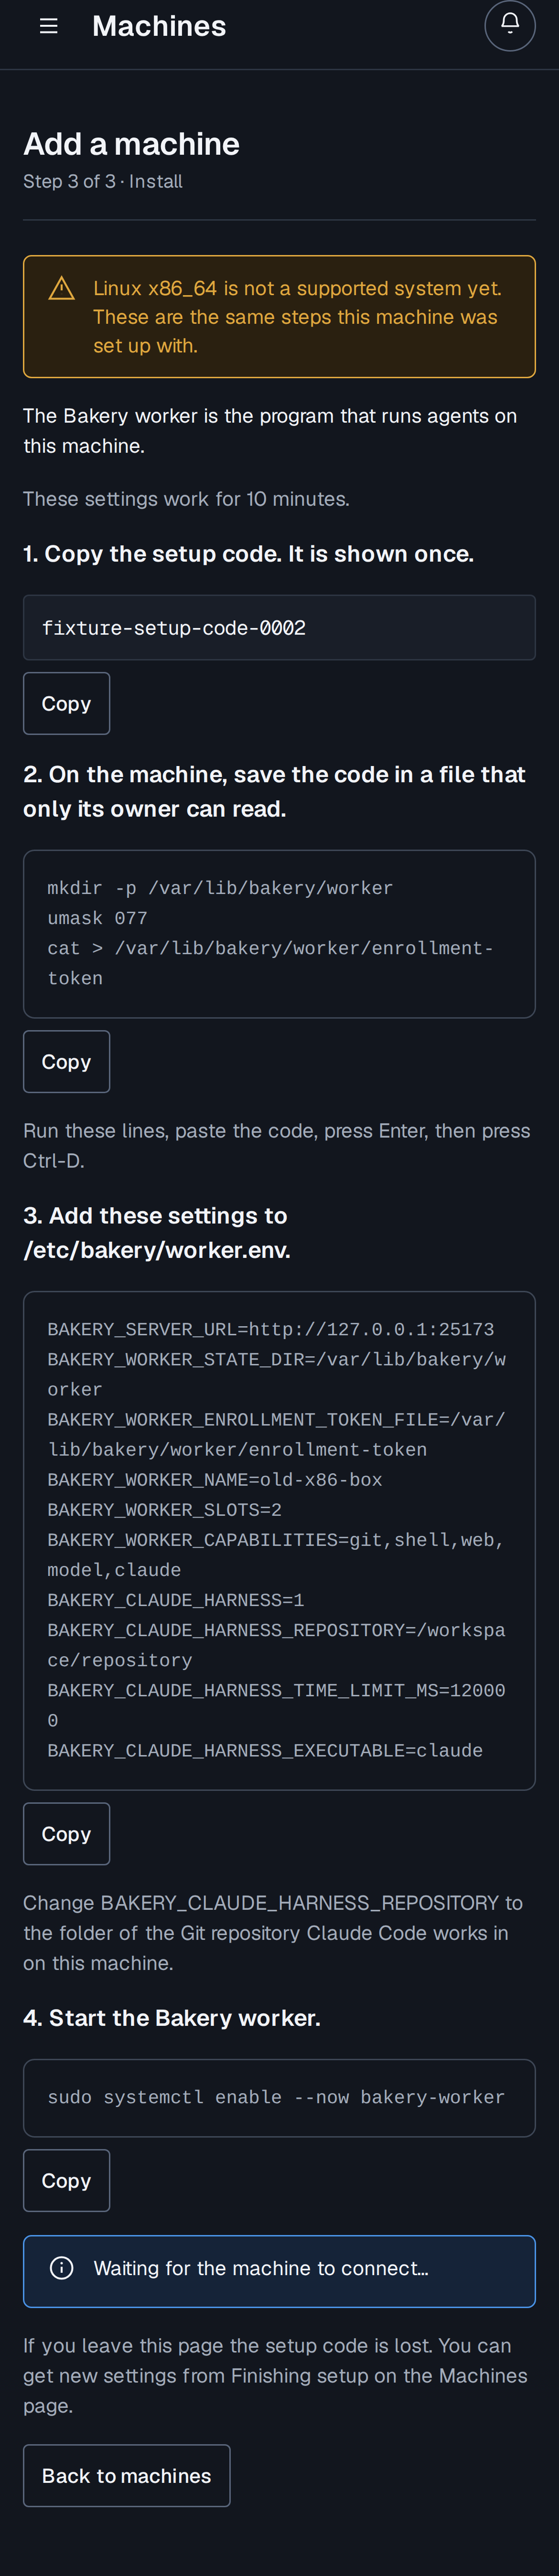 Machines
Add a machine
Step 3 of 3 · Install
Linux x86_64 is not a supported system yet.
These are the same steps this machine was
set up with.
The Bakery worker is the program that runs agents on
this machine.
These settings work for 10 minutes.
1. Copy the setup code. It is shown once.
fixture-setup-code-0002
Copy
2. On the machine, save the code in a file that
only its owner can read.
mkdir -p /var/lib/bakery/worker
umask 077
cat > /var/lib/bakery/worker/enrollment-
token
Copy
Run these lines, paste the code, press Enter, then press
Ctrl-D.
3. Add these settings to
/etc/bakery/worker.env.
BAKERY_SERVER_URL=http://127.0.0.1:25173
BAKERY_WORKER_STATE_DIR=/var/lib/bakery/w
orker
BAKERY_WORKER_ENROLLMENT_TOKEN_FILE=/var/
lib/bakery/worker/enrollment-token
BAKERY_WORKER_NAME=old-x86-box
BAKERY_WORKER_SLOTS=2
BAKERY_WORKER_CAPABILITIES=git,shell,web,
model,claude
BAKERY_CLAUDE_HARNESS=1
BAKERY_CLAUDE_HARNESS_REPOSITORY=/workspa
ce/repository
BAKERY_CLAUDE_HARNESS_TIME_LIMIT_MS=12000
0
BAKERY_CLAUDE_HARNESS_EXECUTABLE=claude
Copy
Change BAKERY_CLAUDE_HARNESS_REPOSITORY to
the folder of the Git repository Claude Code works in
on this machine.
4. Start the Bakery worker.
sudo systemctl enable --now bakery-worker
Copy
Waiting for the machine to connect…
If you leave this page the setup code is lost. You can
get new settings from Finishing setup on the Machines
page.
Back to machines